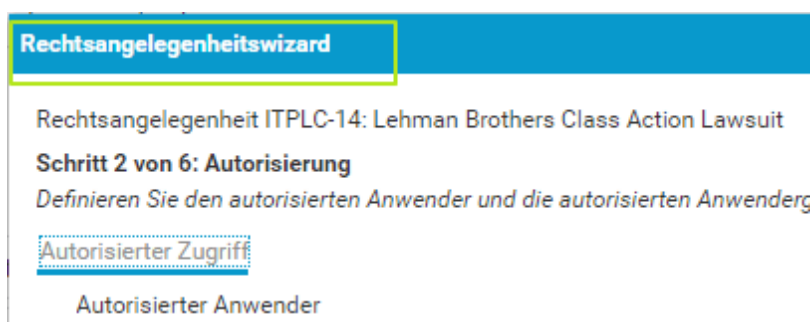 Rechtsangelegenheitswizard
Rechtsangelegenheit ITPLC-14: Lehman Brothers Class Action Lawsuit
Schritt 2 von 6: Autorisierung
Definieren Sie den autorisierten Anwender und die autorisierten
Autorisierter Zugriff
Autorisierter Anwender